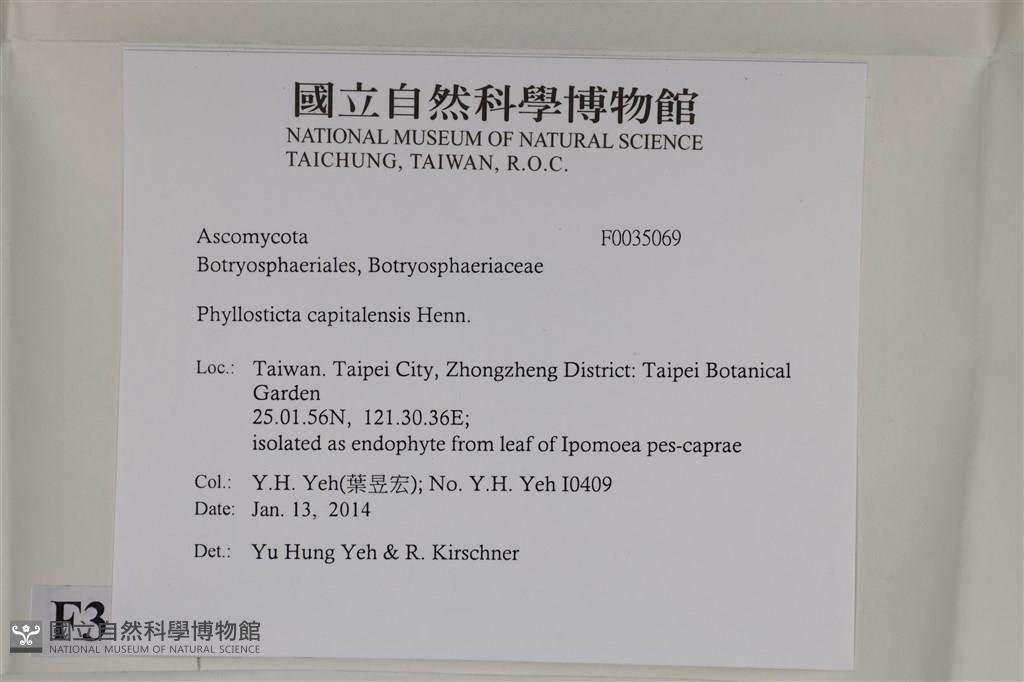 國立自然科學博物館
NATIONAL MUSEUM OF NATURAL SCIENCE
TAICHUNG, TAIWAN, R.O.C.
Ascomycota F0035069
Botryosphaeriales, Botryosphaeriaceae
Phyllosticta capitalensis Henn.
Loc.: Taiwan. Taipei City, Zhongzheng District: Taipei Botanical
Garden
25.01.56N, 121.30.36E;
isolated as endophyte from leaf of Ipomoea pes-caprae
Col.: Y.H. Yeh(葉昱宏); No. Y.H. Yeh I0409
Date: Jan. 13, 2014
Det.: Yu Hung Yeh & R. Kirschner
F3
國立自然科學博物館
NATIONAL MUSEUM OF NATURAL SCIENCE